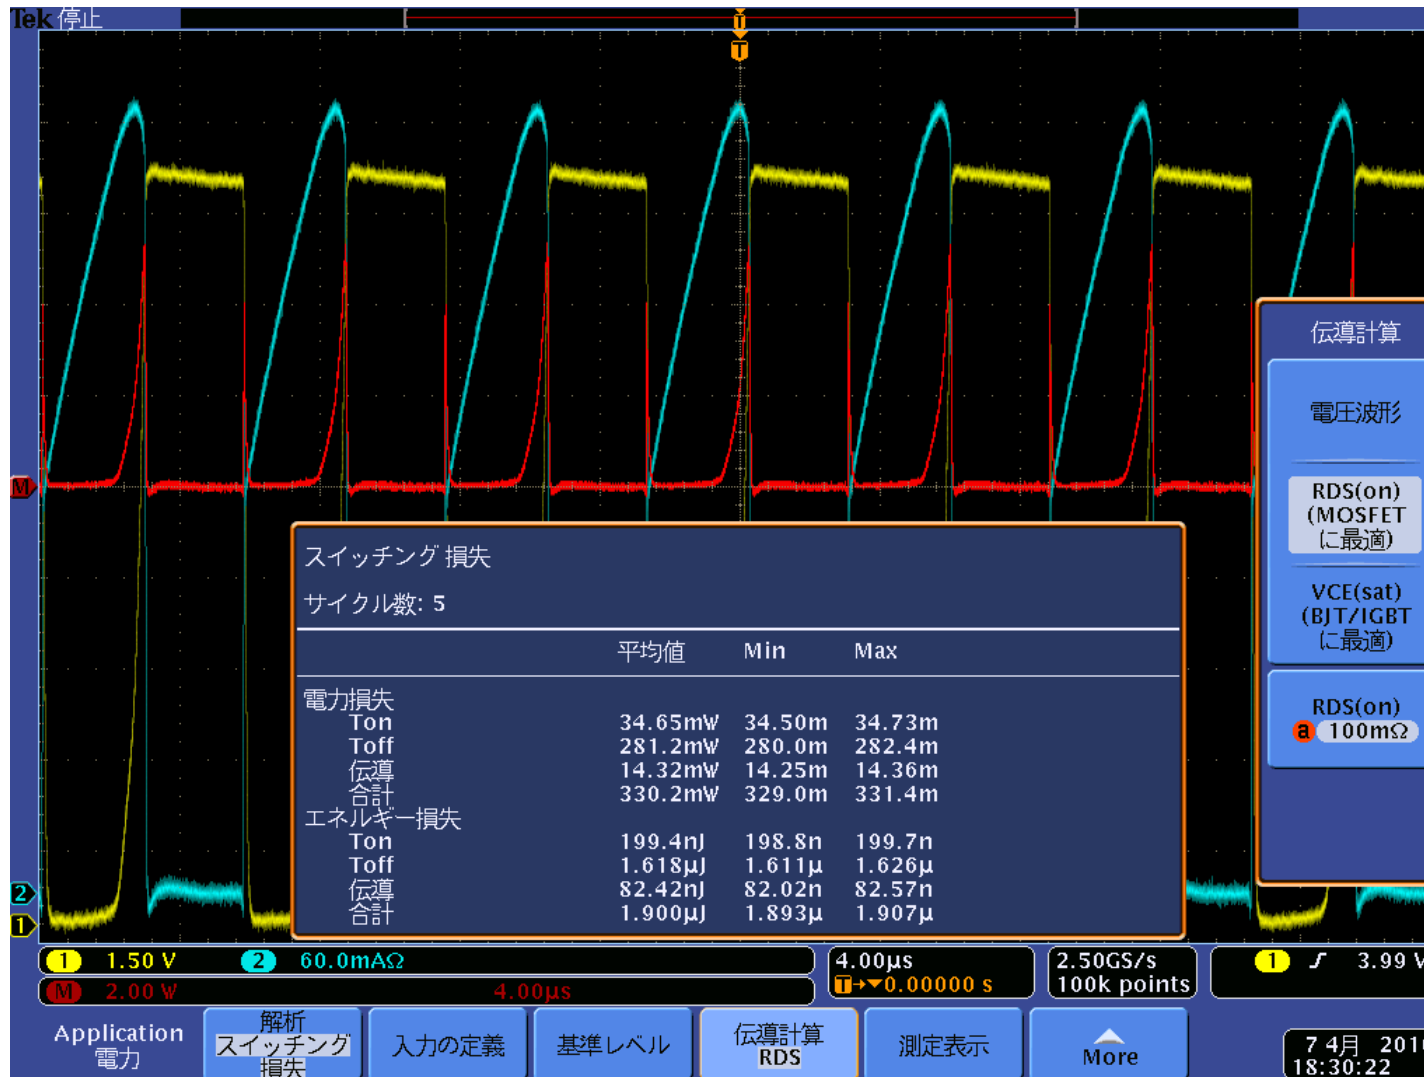 Tek 停止
T
T
M
2
1
伝導計算
電圧波形
RDS(on)
(MOSFET
に最適)
VCE(sat)
(BJT/IGBT
に最適)
RDS(on)
a 100mΩ
スイッチング 損失
サイクル数: 5
平均値 Min Max
電力損失
Ton 34.65mW 34.50m 34.73m
Toff 281.2mW 280.0m 282.4m
伝導 14.32mW 14.25m 14.36m
合計 330.2mW 329.0m 331.4m
エネルギー損失
Ton 199.4nJ 198.8n 199.7n
Toff 1.618µJ 1.611µ 1.626µ
伝導 82.42nJ 82.02n 82.57n
合計 1.900µJ 1.893µ 1.907µ
1 1.50 V 2 60.0mAΩ
M 2.00 W 4.00µs
4.00µs
T→▼0.00000 s
2.50GS/s
100k points
1 3.99 V
Application
電力
解析
スイッチング
損失
入力の定義
基準レベル
伝導計算
RDS
測定表示
More
7 4月 201
18:30:22